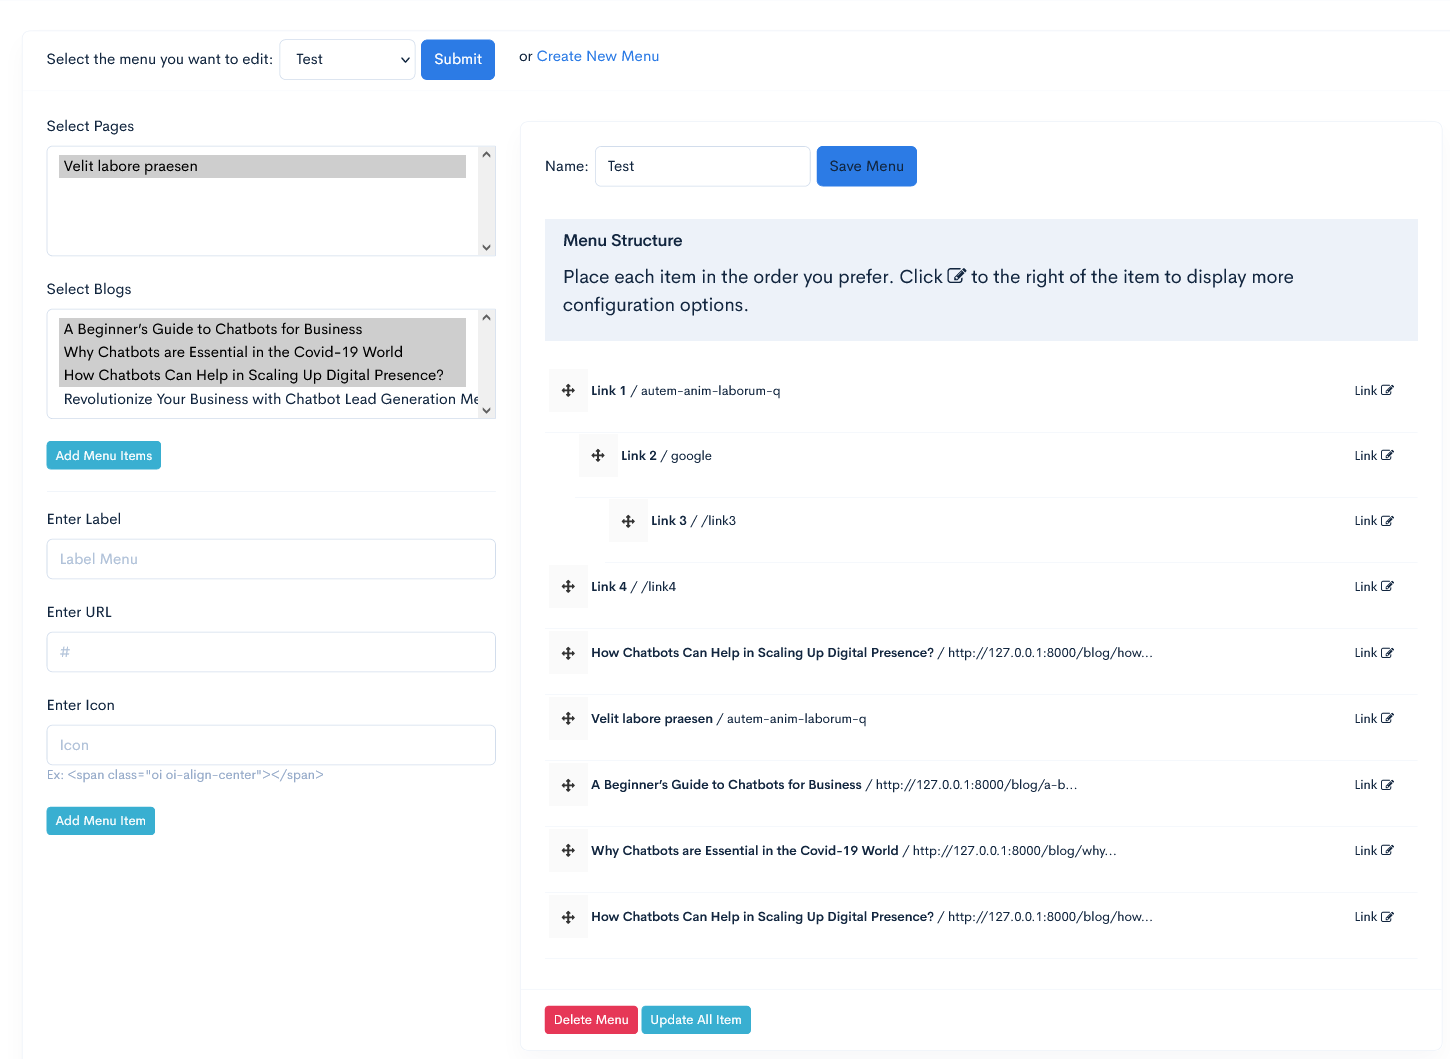 Select the menu you want to edit: Test Submit or Create New Menu
Select Pages
Velit labore praesen
Select Blogs
A Beginner’s Guide to Chatbots for Business
Why Chatbots are Essential in the Covid-19 World
How Chatbots Can Help in Scaling Up Digital Presence?
Revolutionize Your Business with Chatbot Lead Generation Me
Add Menu Items
Enter Label
Label Menu
Enter URL
#
Enter Icon
Icon
Ex: <span class="oi oi-align-center"></span>
Add Menu Item
Name: Test Save Menu
Menu Structure
Place each item in the order you prefer. Click to the right of the item to display more
configuration options.
Link 1 / autem-anim-laborum-q Link
Link 2 / google Link
Link 3 / /link3 Link
Link 4 / /link4 Link
How Chatbots Can Help in Scaling Up Digital Presence? / http://127.0.0.1:8000/blog/how... Link
Velit labore praesen / autem-anim-laborum-q Link
A Beginner’s Guide to Chatbots for Business / http://127.0.0.1:8000/blog/a-b... Link
Why Chatbots are Essential in the Covid-19 World / http://127.0.0.1:8000/blog/why... Link
How Chatbots Can Help in Scaling Up Digital Presence? / http://127.0.0.1:8000/blog/how... Link
Delete Menu Update All Item